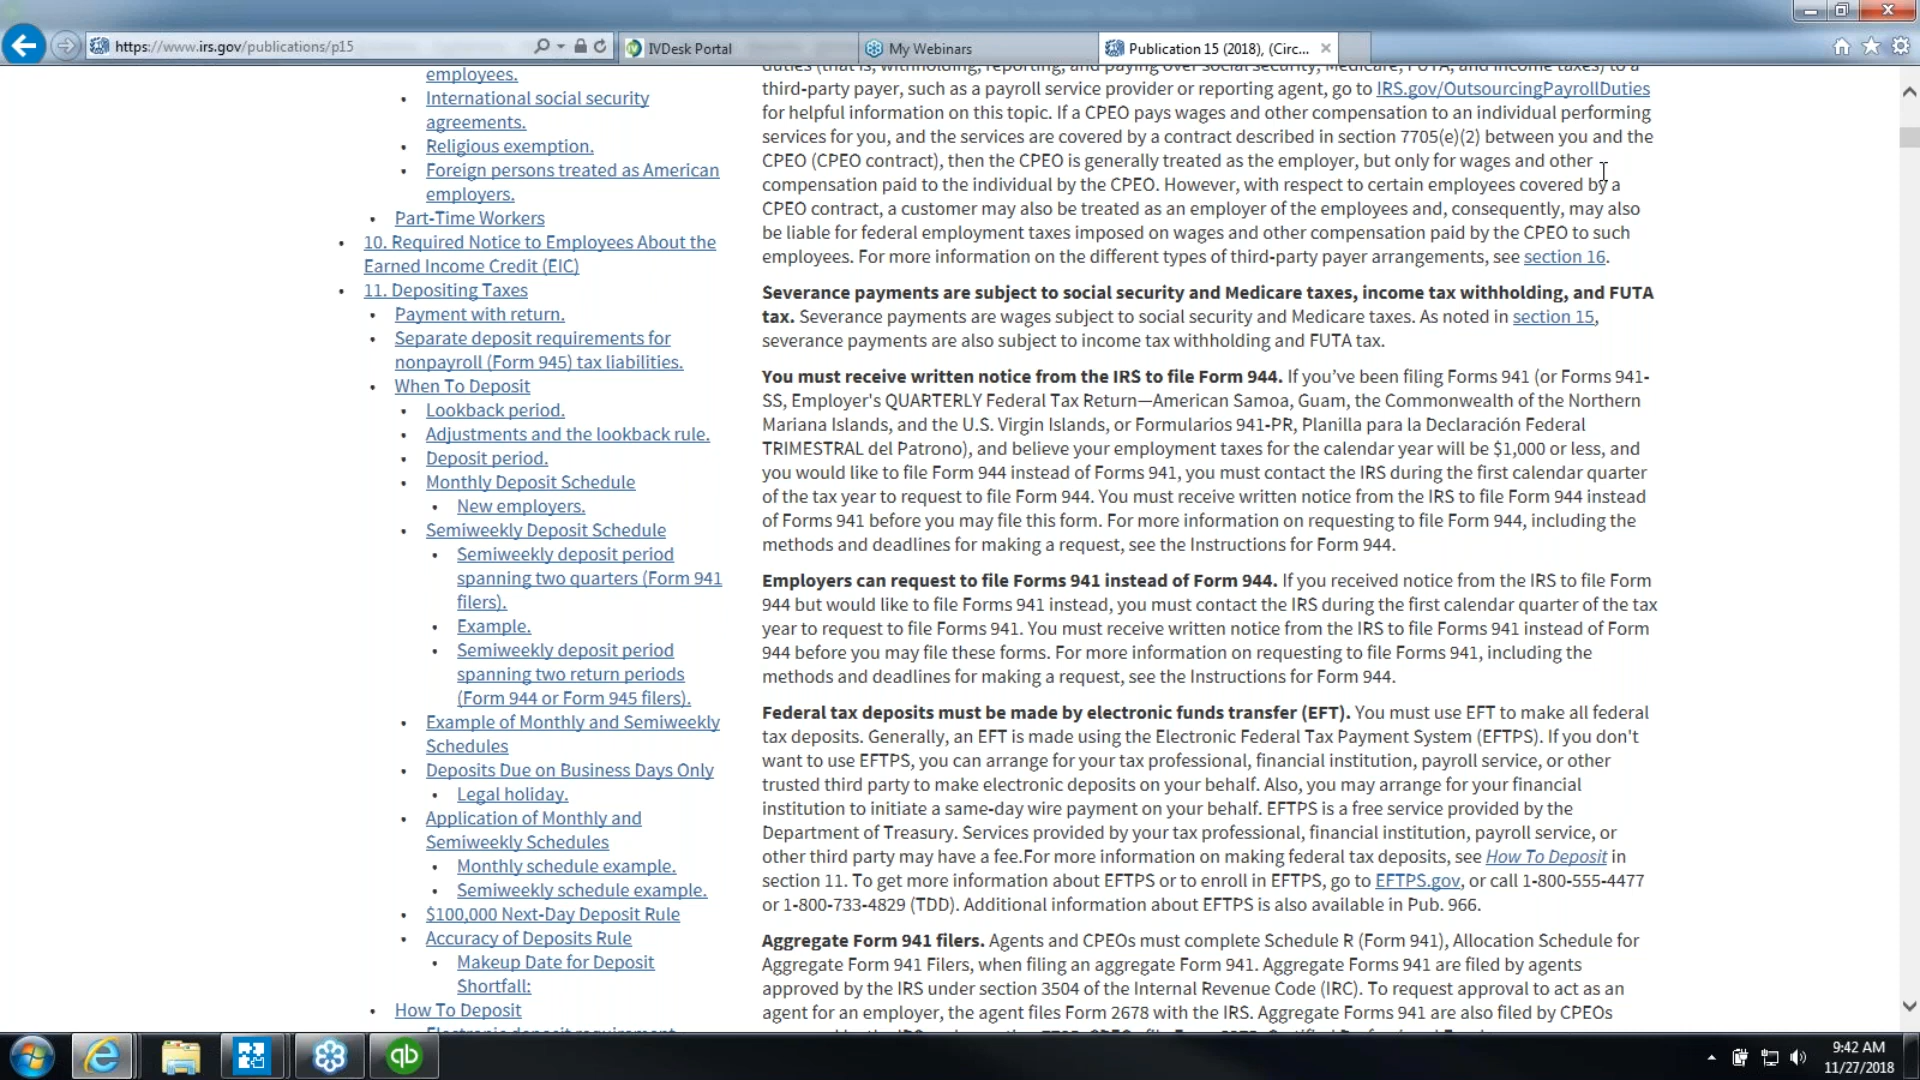 https://www.irs.gov/publications/p15
IVDesk Portal
My Webinars
Publication 15 (2018), (Circ...
employees.
International social security
agreements.
Religious exemption.
Foreign persons treated as American
employers.
Part-Time Workers
10. Required Notice to Employees About the
Earned Income Credit (EIC)
11. Depositing Taxes
Payment with return.
Separate deposit requirements for
nonpayroll (Form 945) tax liabilities.
When To Deposit
Lookback period.
Adjustments and the lookback rule.
Deposit period.
Monthly Deposit Schedule
New employers.
Semiweekly Deposit Schedule
Semiweekly deposit period
spanning two quarters (Form 941
filers).
Example.
Semiweekly deposit period
spanning two return periods
(Form 944 or Form 945 filers).
Example of Monthly and Semiweekly
Schedules
Deposits Due on Business Days Only
Legal holiday.
Application of Monthly and
Semiweekly Schedules
Monthly schedule example.
Semiweekly schedule example.
$100,000 Next-Day Deposit Rule
Accuracy of Deposits Rule
Makeup Date for Deposit
Shortfall:
How To Deposit
Electronic deposit requirement
duties (that is, withholding, reporting, and paying over social security, Medicare, FUTA, and income taxes) to a
third-party payer, such as a payroll service provider or reporting agent, go to IRS.gov/OutsourcingPayrollDuties
for helpful information on this topic. If a CPEO pays wages and other compensation to an individual performing
services for you, and the services are covered by a contract described in section 7705(e)(2) between you and the
CPEO (CPEO contract), then the CPEO is generally treated as the employer, but only for wages and other
compensation paid to the individual by the CPEO. However, with respect to certain employees covered by a
CPEO contract, a customer may also be treated as an employer of the employees and, consequently, may also
be liable for federal employment taxes imposed on wages and other compensation paid by the CPEO to such
employees. For more information on the different types of third-party payer arrangements, see section 16.
Severance payments are subject to social security and Medicare taxes, income tax withholding, and FUTA
tax. Severance payments are wages subject to social security and Medicare taxes. As noted in section 15,
severance payments are also subject to income tax withholding and FUTA tax.
You must receive written notice from the IRS to file Form 944. If you’ve been filing Forms 941 (or Forms 941-
SS, Employer's QUARTERLY Federal Tax Return—American Samoa, Guam, the Commonwealth of the Northern
Mariana Islands, and the U.S. Virgin Islands, or Formularios 941-PR, Planilla para la Declaración Federal
TRIMESTRAL del Patrono), and believe your employment taxes for the calendar year will be $1,000 or less, and
you would like to file Form 944 instead of Forms 941, you must contact the IRS during the first calendar quarter
of the tax year to request to file Form 944. You must receive written notice from the IRS to file Form 944 instead
of Forms 941 before you may file this form. For more information on requesting to file Form 944, including the
methods and deadlines for making a request, see the Instructions for Form 944.
Employers can request to file Forms 941 instead of Form 944. If you received notice from the IRS to file Form
944 but would like to file Forms 941 instead, you must contact the IRS during the first calendar quarter of the tax
year to request to file Forms 941. You must receive written notice from the IRS to file Forms 941 instead of Form
944 before you may file these forms. For more information on requesting to file Forms 941, including the
methods and deadlines for making a request, see the Instructions for Form 944.
Federal tax deposits must be made by electronic funds transfer (EFT). You must use EFT to make all federal
tax deposits. Generally, an EFT is made using the Electronic Federal Tax Payment System (EFTPS). If you don't
want to use EFTPS, you can arrange for your tax professional, financial institution, payroll service, or other
trusted third party to make electronic deposits on your behalf. Also, you may arrange for your financial
institution to initiate a same-day wire payment on your behalf. EFTPS is a free service provided by the
Department of Treasury. Services provided by your tax professional, financial institution, payroll service, or
other third party may have a fee.For more information on making federal tax deposits, see How To Deposit in
section 11. To get more information about EFTPS or to enroll in EFTPS, go to EFTPS.gov, or call 1-800-555-4477
or 1-800-733-4829 (TDD). Additional information about EFTPS is also available in Pub. 966.
Aggregate Form 941 filers. Agents and CPEOs must complete Schedule R (Form 941), Allocation Schedule for
Aggregate Form 941 Filers, when filing an aggregate Form 941. Aggregate Forms 941 are filed by agents
approved by the IRS under section 3504 of the Internal Revenue Code (IRC). To request approval to act as an
agent for an employer, the agent files Form 2678 with the IRS. Aggregate Forms 941 are also filed by CPEOs
9:42 AM
11/27/2018